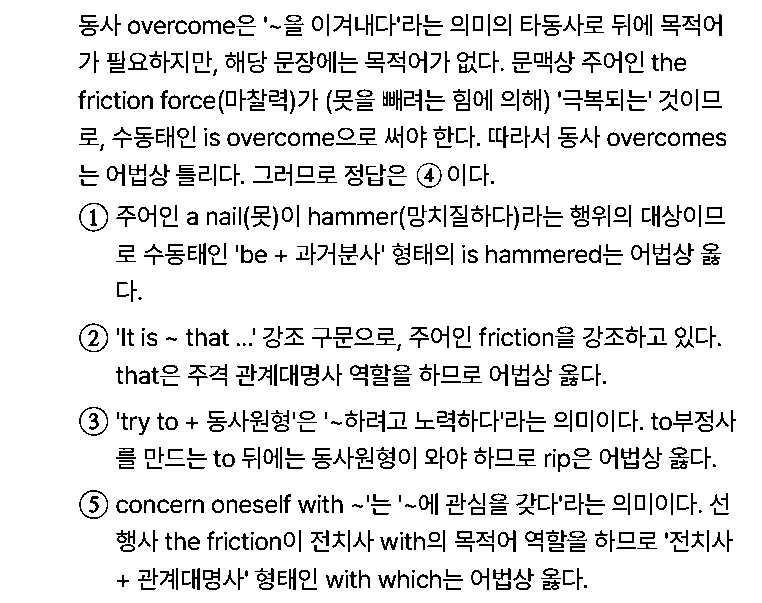 동사 overcome은 '~을 이겨내다'라는 의미의 타동사로 뒤에 목적어
가 필요하지만, 해당 문장에는 목적어가 없다. 문맥상 주어인 the
friction force(마찰력)가 (못을 빼려는 힘에 의해) '극복되는' 것이므
로, 수동태인 is overcome으로 써야 한다. 따라서 동사 overcomes
는 어법상 틀리다. 그러므로 정답은 ④이다.
① 주어인 a nail(못)이 hammer(망치질하다)라는 행위의 대상이므
로 수동태인 'be + 과거분사' 형태의 is hammered는 어법상 옳
다.
② 'It is ~ that ...' 강조 구문으로, 주어인 friction을 강조하고 있다.
that은 주격 관계대명사 역할을 하므로 어법상 옳다.
③ 'try to + 동사원형'은 '~하려고 노력하다'라는 의미이다. to부정사
를 만드는 to 뒤에는 동사원형이 와야 하므로 rip은 어법상 옳다.
⑤ concern oneself with ~'는 '~에 관심을 갖다'라는 의미이다. 선
행사 the friction이 전치사 with의 목적어 역할을 하므로 '전치사
+ 관계대명사' 형태인 with which는 어법상 옳다.